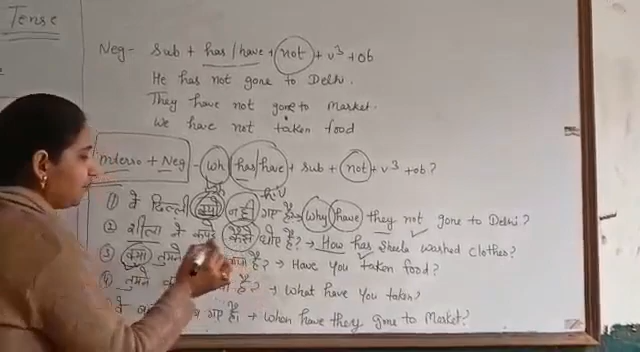 Tense
Neg- Sub + has/have + not + v3 + ob
He has not gone to Delhi.
They have not gone to Market.
We have not taken food
Interro + Neg - wh has/have + sub + not + v3 + ob?
① वे दिल्ली क्यों नहीं गए हैं? → why have they not gone to Delhi?
② शीला ने कपड़े कैसे धोए हैं? → How has Sheela washed clothes?
③ क्या तुमने है? → Have you taken food?
④ तुमने है? → What have you taken?
वे गए हैं। → When have they gone to Market?